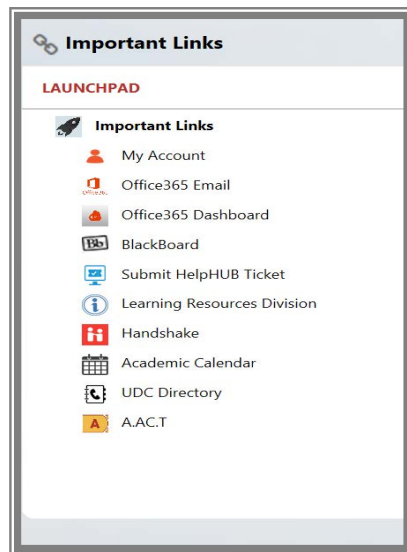 Important Links
LAUNCHPAD
Important Links
My Account
Office365 Email
Office365 Dashboard
Bb BlackBoard
Submit HelpHUB Ticket
Learning Resources Division
Handshake
Academic Calendar
UDC Directory
A A.AC.T